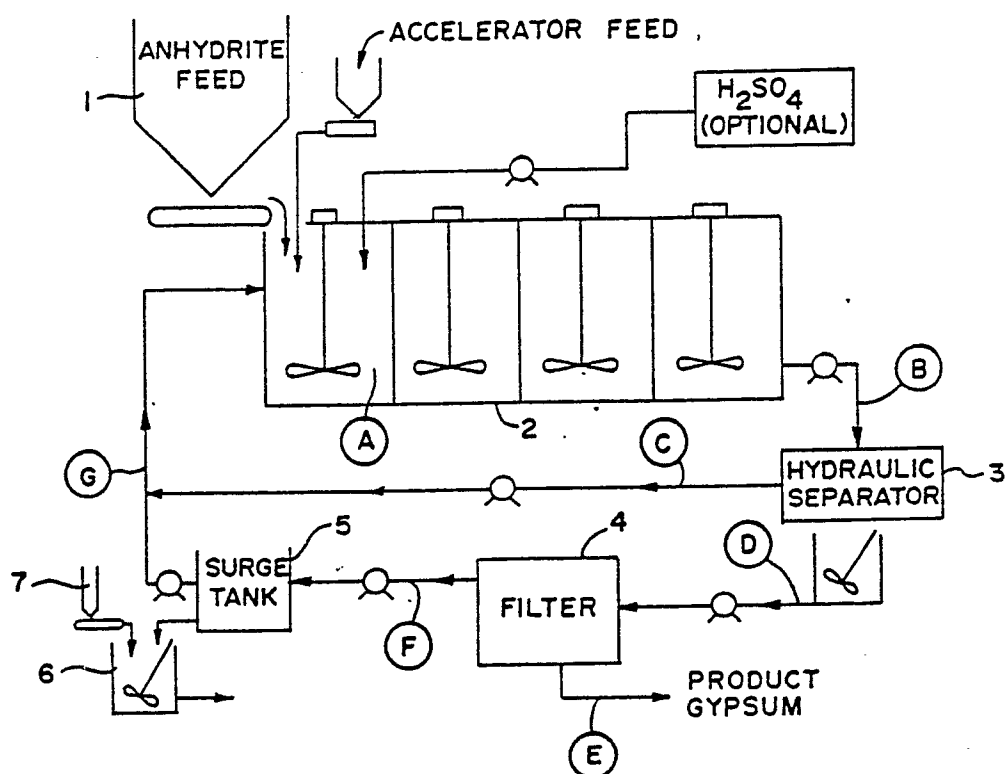 ANHYDRITE
FEED
1
ACCELERATOR FEED
H2SO4
(OPTIONAL)
A
2
B
C
G
HYDRAULIC
SEPARATOR
3
D
4
FILTER
5
SURGE
TANK
7
F
6
PRODUCT
GYPSUM
E